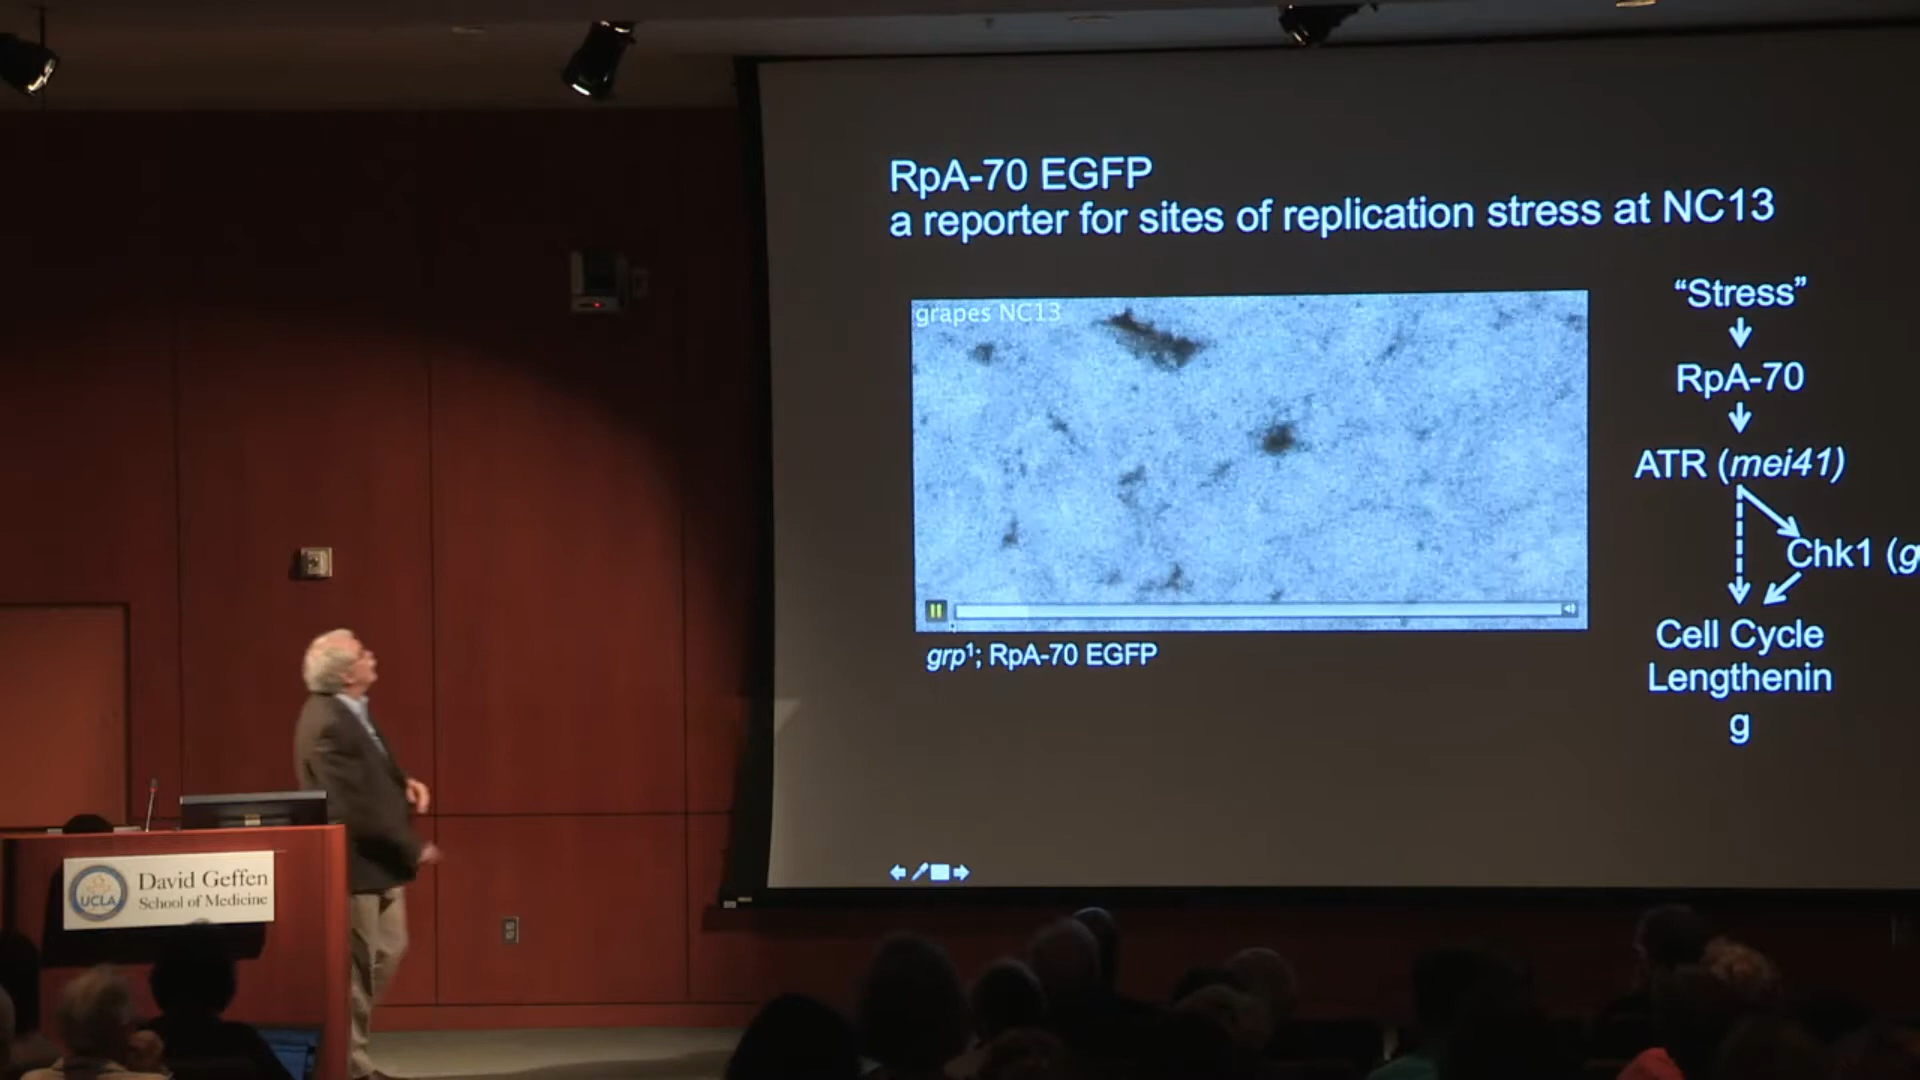 RpA-70 EGFP
a reporter for sites of replication stress at NC13
grapes NC13
“Stress”
RpA-70
ATR (mei41)
Chk1 (g
Cell Cycle
Lengthenin
g
grp¹; RpA-70 EGFP
UCLA
David Geffen
School of Medicine